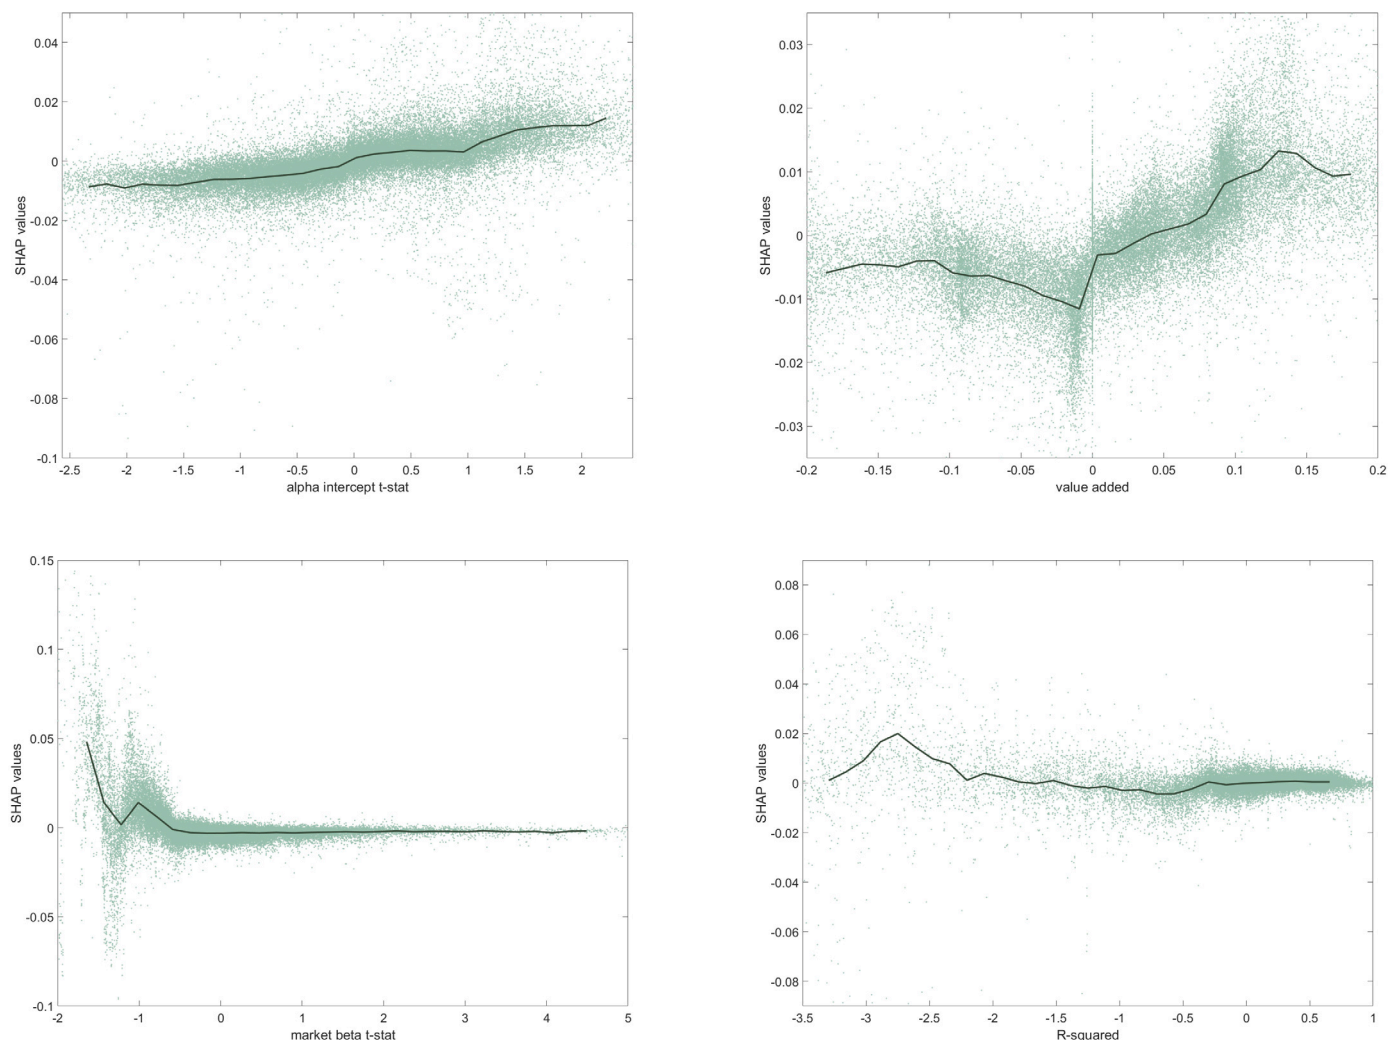 0.04
0.02
0
-0.02
-0.04
-0.06
-0.08
-0.1
SHAP values
-2.5 -2 -1.5 -1 -0.5 0 0.5 1 1.5 2
alpha intercept t-stat
0.03
0.02
0.01
0
-0.01
-0.02
-0.03
SHAP values
-0.2 -0.15 -0.1 -0.05 0 0.05 0.1 0.15 0.2
value added
0.15
0.1
0.05
0
-0.05
-0.1
SHAP values
-2 -1 0 1 2 3 4 5
market beta t-stat
0.08
0.06
0.04
0.02
0
-0.02
-0.04
-0.06
-0.08
SHAP values
-3.5 -3 -2.5 -2 -1.5 -1 -0.5 0 0.5 1
R-squared